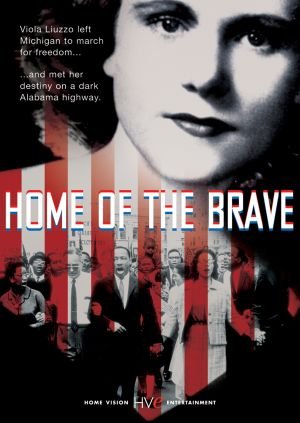 Viola Liuzzo left
Michigan to march
for freedom...
...and met her
destiny on a dark
Alabama highway.
HOME OF THE BRAVE
HOME VISION HVe ENTERTAINMENT